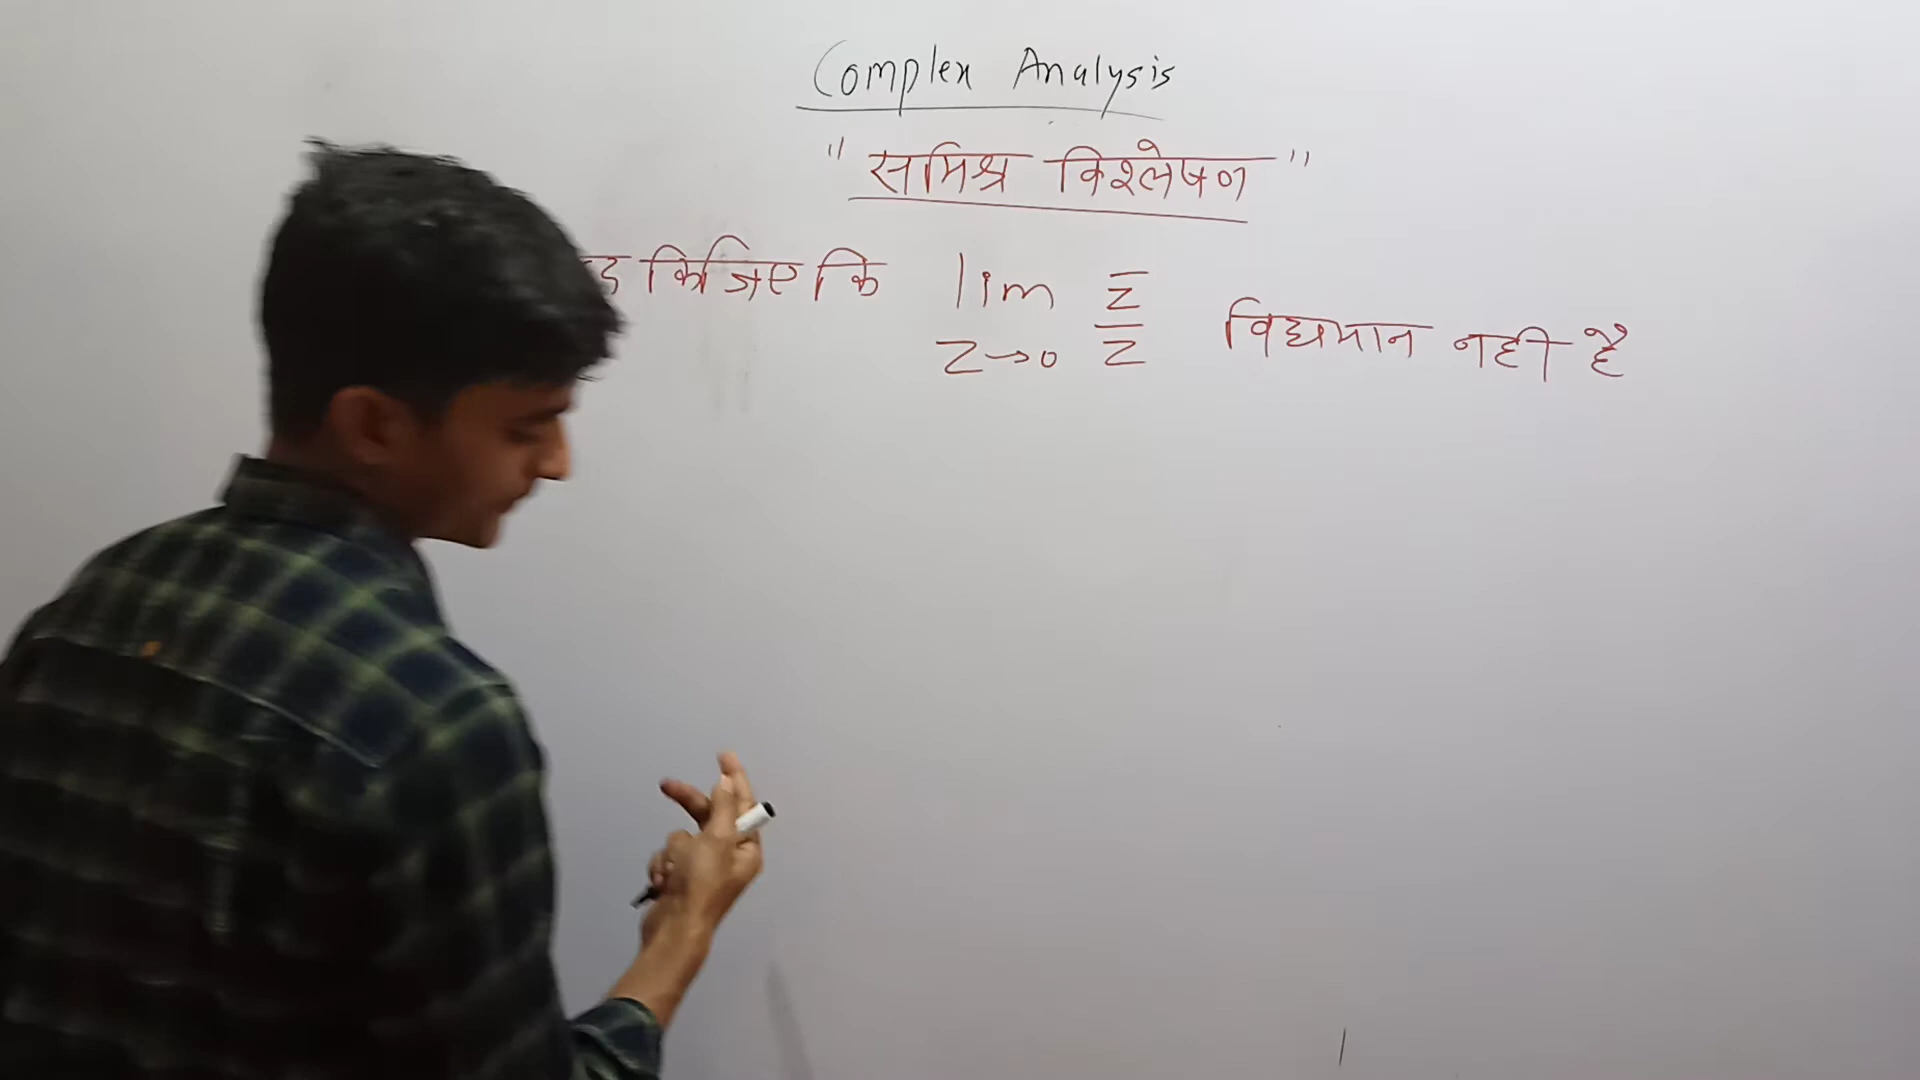 Complex Analysis
"समिश्र विश्लेषण"
किजिए कि lim z→0 z̅/z विद्यमान नही है